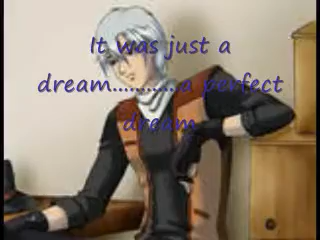 It was just a
dream............a perfect
dream